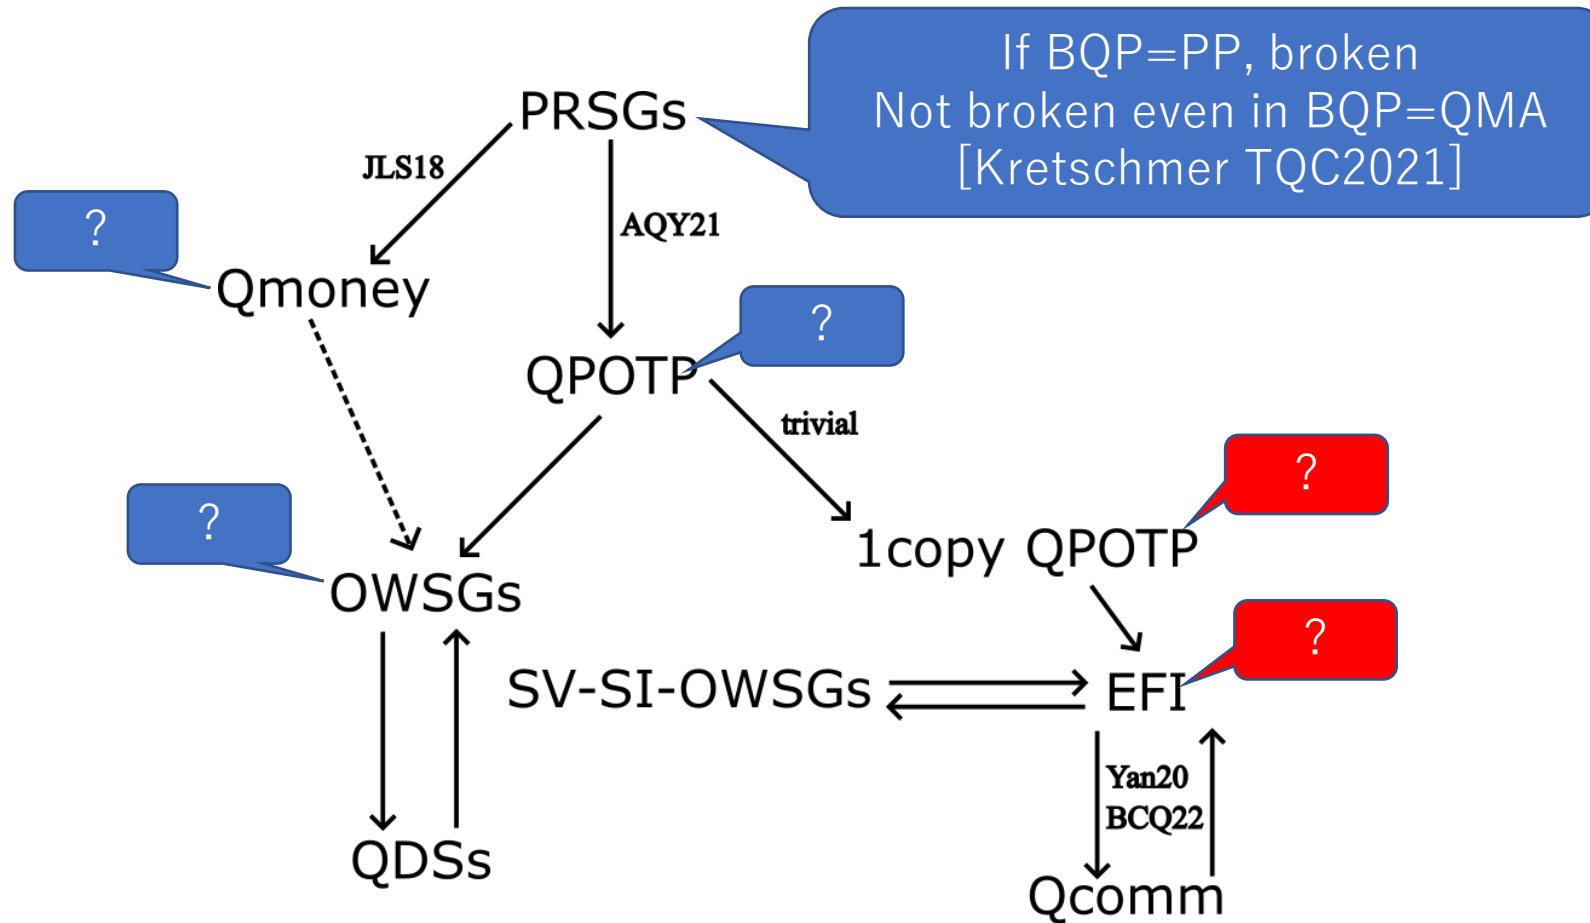 If BQP=PP, broken
Not broken even in BQP=QMA
[Kretschmer TQC2021]
PRSGs
JLS18
AQY21
?
Qmoney
?
QPOTP
trivial
?
?
1copy QPOTP
OWSGs
?
SV-SI-OWSGs
EFI
Yan20
BCQ22
QDSs
Qcomm